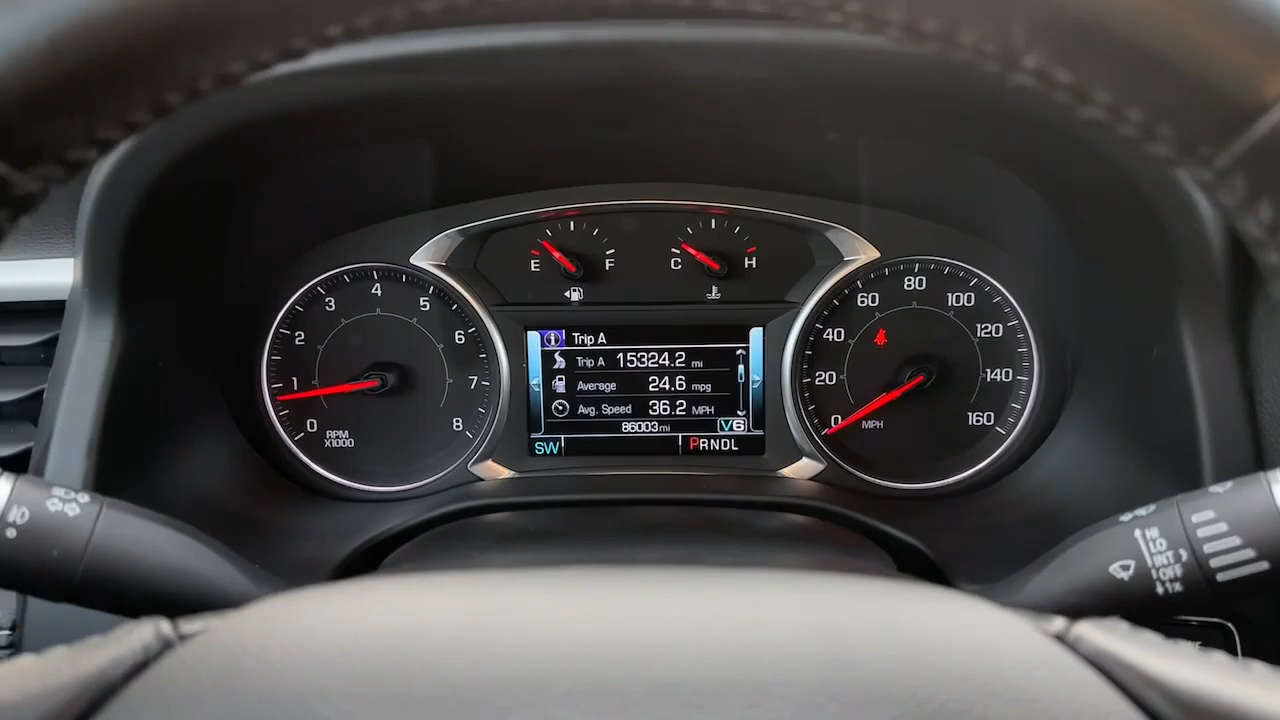 E F
C H
0 1 2 3 4 5 6 7 8
RPM
X1000
Trip A
Trip A 15324.2 mi
Average 24.6 mpg
Avg. Speed 36.2 MPH
86003 mi V6
SW PRNDL
0 20 40 60 80 100 120 140 160
MPH
HI
LO
INT
OFF
1x